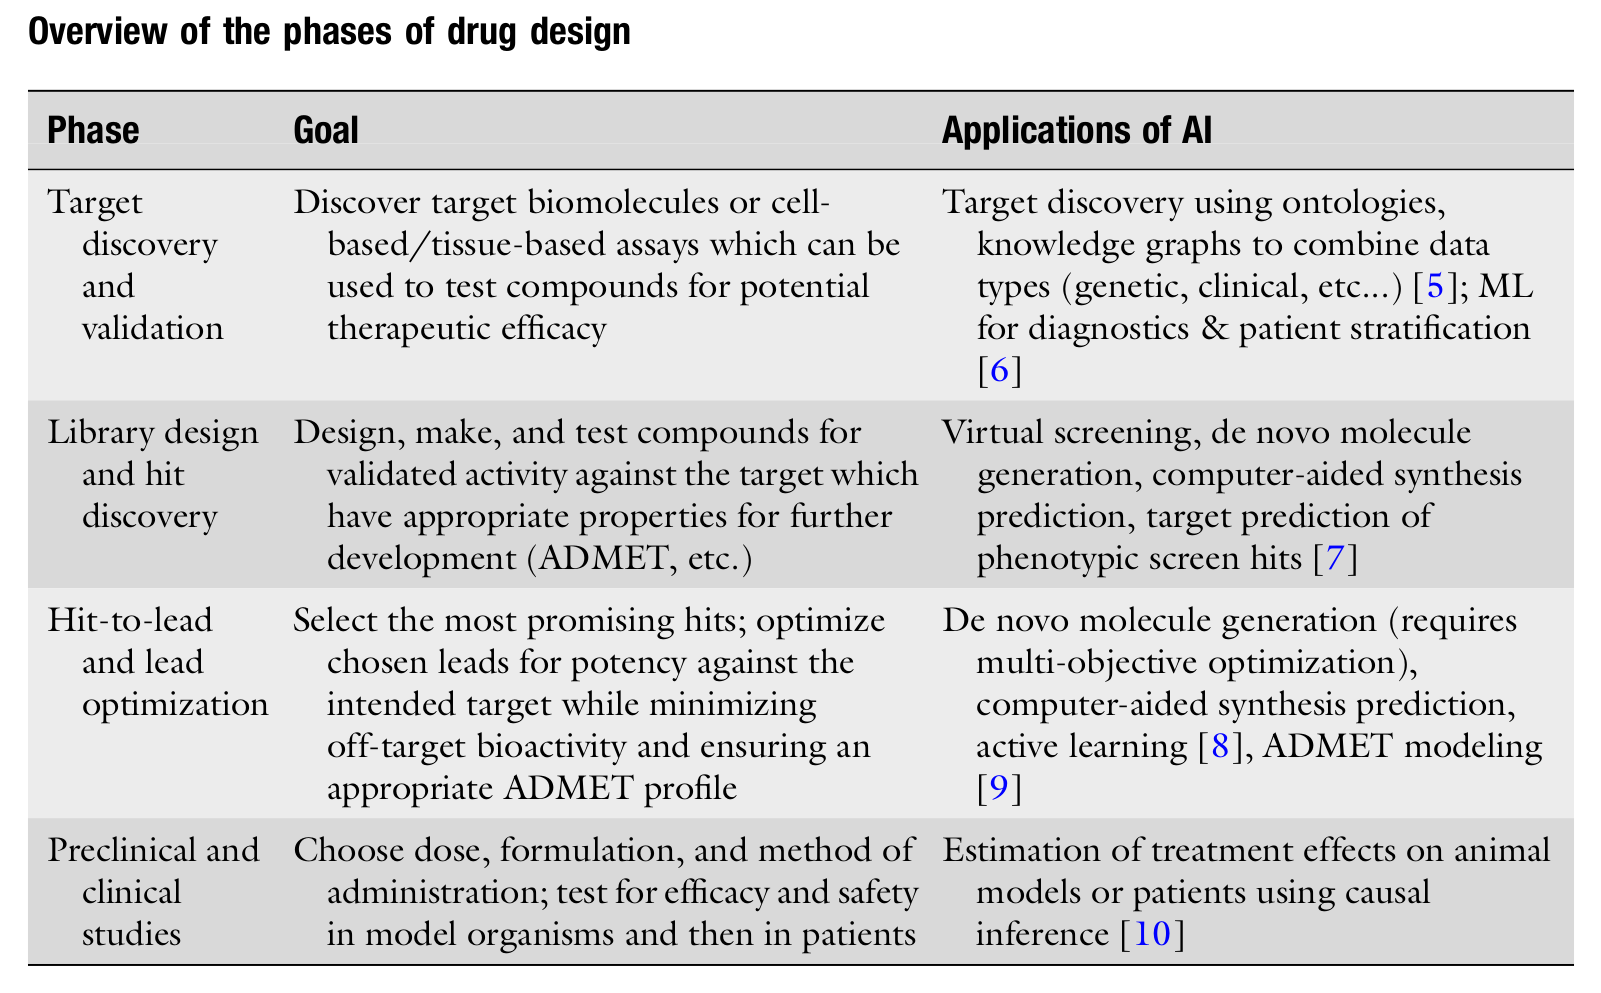 Overview of the phases of drug design
Phase
Goal
Applications of AI
Target
discovery
and
validation
Discover target biomolecules or cell-
based/tissue-based assays which can be
used to test compounds for potential
therapeutic efficacy
Target discovery using ontologies,
knowledge graphs to combine data
types (genetic, clinical, etc...) [5]; ML
for diagnostics & patient stratification
[6]
Library design
and hit
discovery
Design, make, and test compounds for
validated activity against the target which
have appropriate properties for further
development (ADMET, etc.)
Virtual screening, de novo molecule
generation, computer-aided synthesis
prediction, target prediction of
phenotypic screen hits [7]
Hit-to-lead
and lead
optimization
Select the most promising hits; optimize
chosen leads for potency against the
intended target while minimizing
off-target bioactivity and ensuring an
appropriate ADMET profile
De novo molecule generation (requires
multi-objective optimization),
computer-aided synthesis prediction,
active learning [8], ADMET modeling
[9]
Preclinical and
clinical
studies
Choose dose, formulation, and method of
administration; test for efficacy and safety
in model organisms and then in patients
Estimation of treatment effects on animal
models or patients using causal
inference [10]